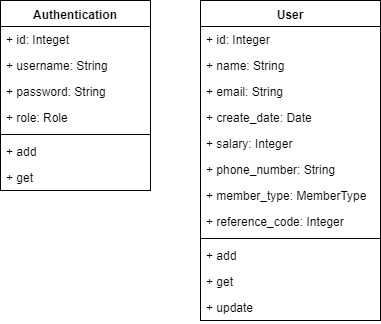 Authentication
+ id: Integet
+ username: String
+ password: String
+ role: Role
+ add
+ get
User
+ id: Integer
+ name: String
+ email: String
+ create_date: Date
+ salary: Integer
+ phone_number: String
+ member_type: MemberType
+ reference_code: Integer
+ add
+ get
+ update